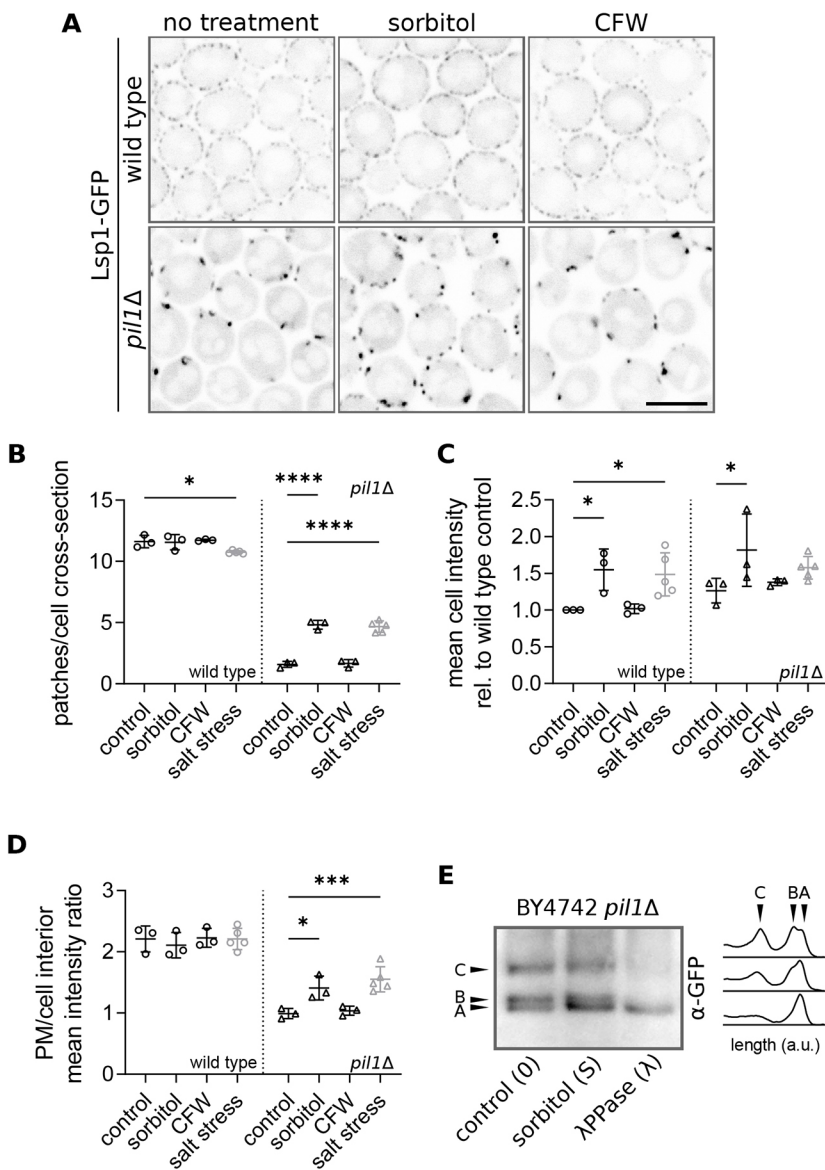 A
no treatment sorbitol CFW
Lsp1-GFP
wild type
pil1Δ
B
patches/cell cross-section
15
10
5
0
*
****
****
pil1Δ
wild type
control
sorbitol
CFW
salt stress
control
sorbitol
CFW
salt stress
C
mean cell intensity
rel. to wild type control
2.5
2.0
1.5
1.0
0.5
0.0
*
*
*
wild type
pil1Δ
control
sorbitol
CFW
salt stress
control
sorbitol
CFW
salt stress
D
PM/cell interior
mean intensity ratio
3
2
1
0
***
*
wild type
pil1Δ
control
sorbitol
CFW
salt stress
control
sorbitol
CFW
salt stress
E
BY4742 pil1Δ
C
B
A
α-GFP
control (0)
sorbitol (S)
λPPase (λ)
C BA
length (a.u.)